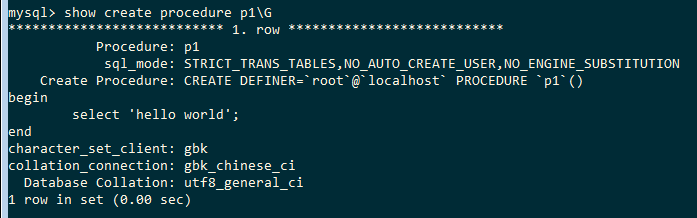 mysql> show create procedure p1\G
*************************** 1. row ***************************
Procedure: p1
sql_mode: STRICT_TRANS_TABLES,NO_AUTO_CREATE_USER,NO_ENGINE_SUBSTITUTION
Create Procedure: CREATE DEFINER=`root`@`localhost` PROCEDURE `p1`()
begin
select 'hello world';
end
character_set_client: gbk
collation_connection: gbk_chinese_ci
Database Collation: utf8_general_ci
1 row in set (0.00 sec)